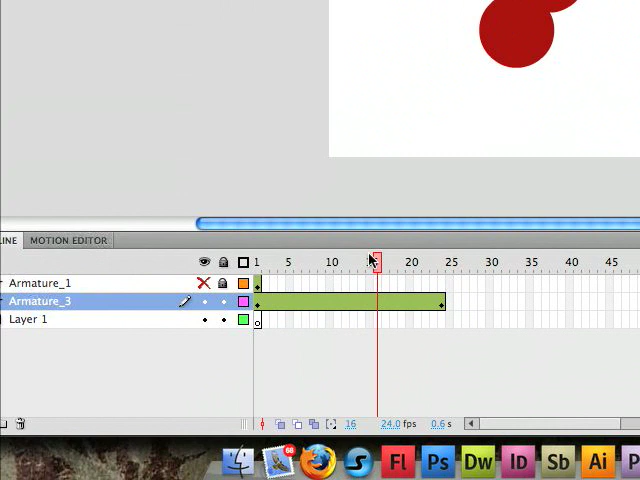 LINE MOTION EDITOR
1 5 10 20 25 30 35 40 45
Armature_1
Armature_3
Layer 1
16 24.0 fps 0.6 s
68
Fl Ps Dw ID Sb Ai P